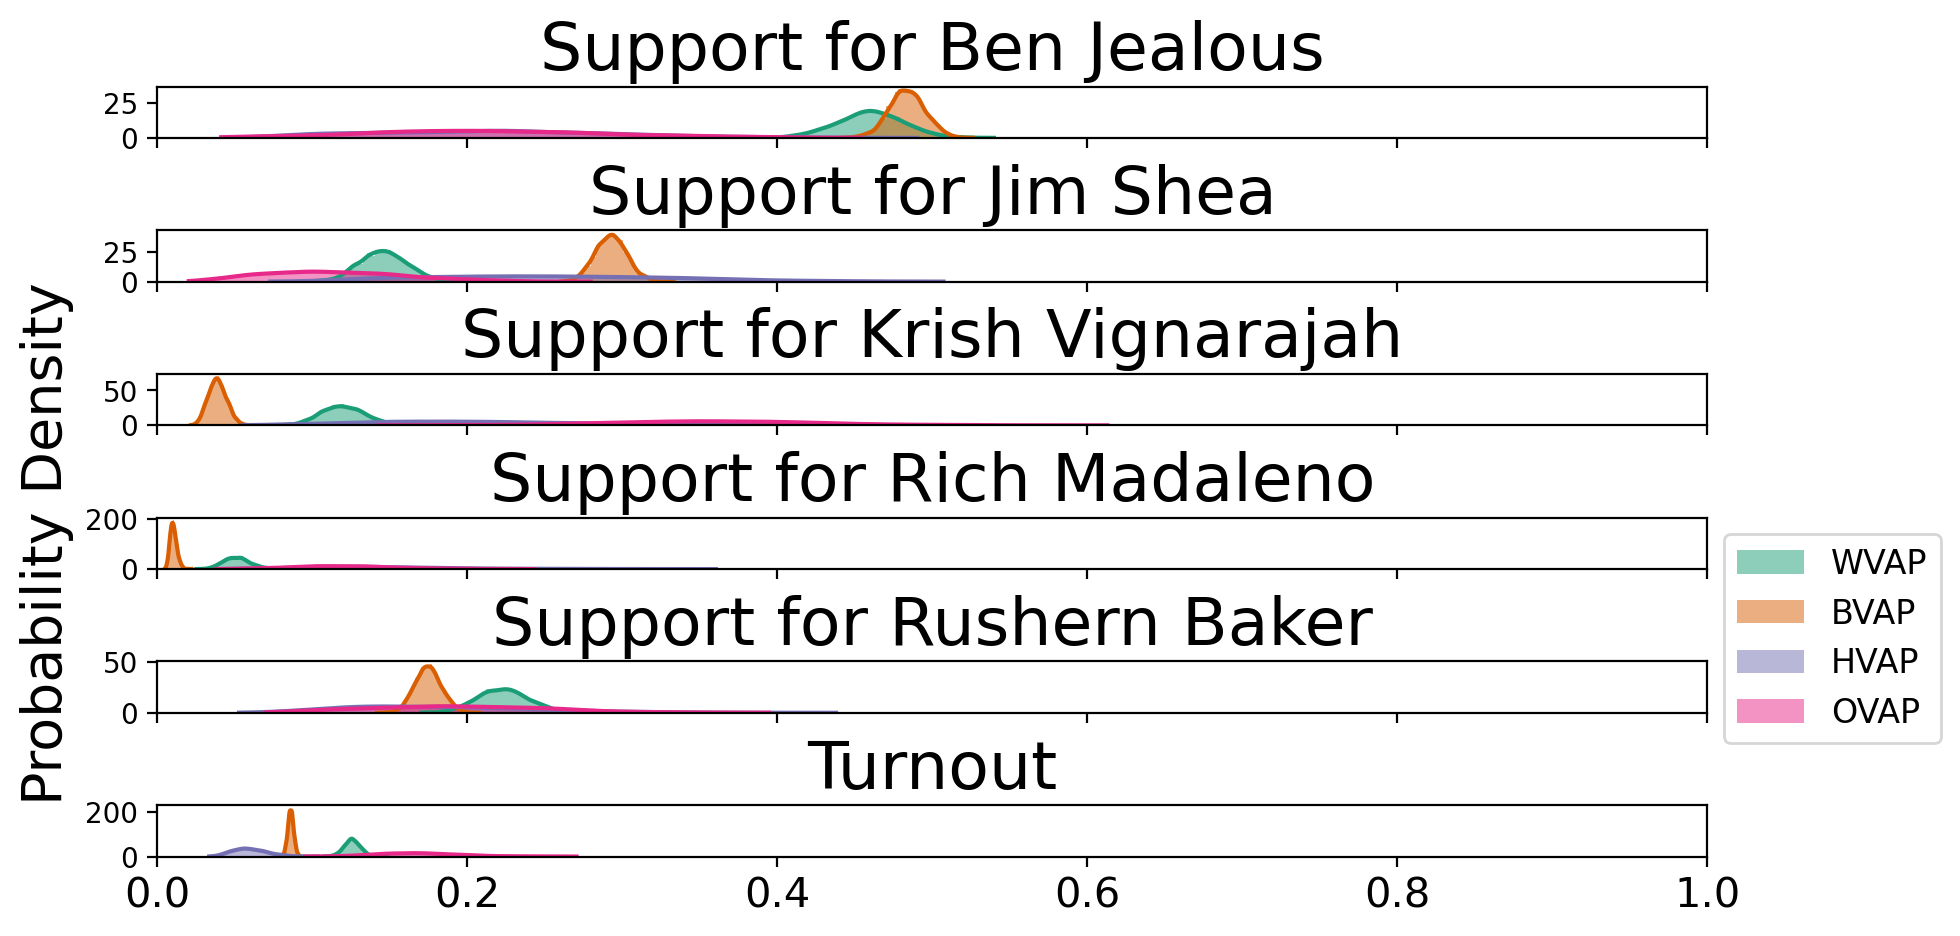 Support for Ben Jealous
25
0
Support for Jim Shea
25
0
Support for Krish Vignarajah
50
0
Support for Rich Madaleno
200
0
Support for Rushern Baker
50
0
Turnout
200
0
0.0 0.2 0.4 0.6 0.8 1.0
Probability Density
WVAP
BVAP
HVAP
OVAP